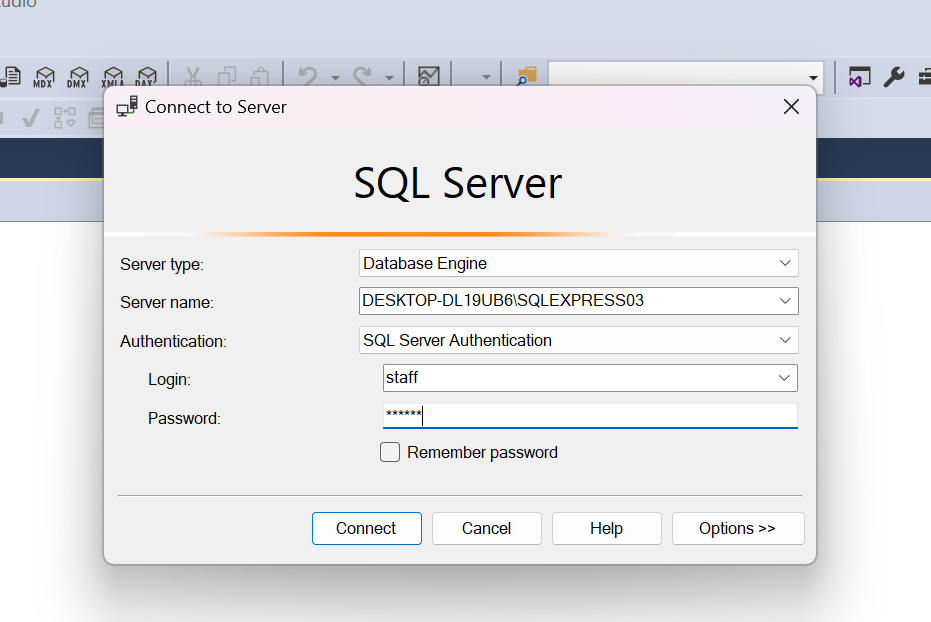 MDX DMX XMLA DAX
Connect to Server
SQL Server
Server type: Database Engine
Server name: DESKTOP-DL19UB6\SQLEXPRESS03
Authentication: SQL Server Authentication
Login: staff
Password: ******
Remember password
Connect Cancel Help Options >>